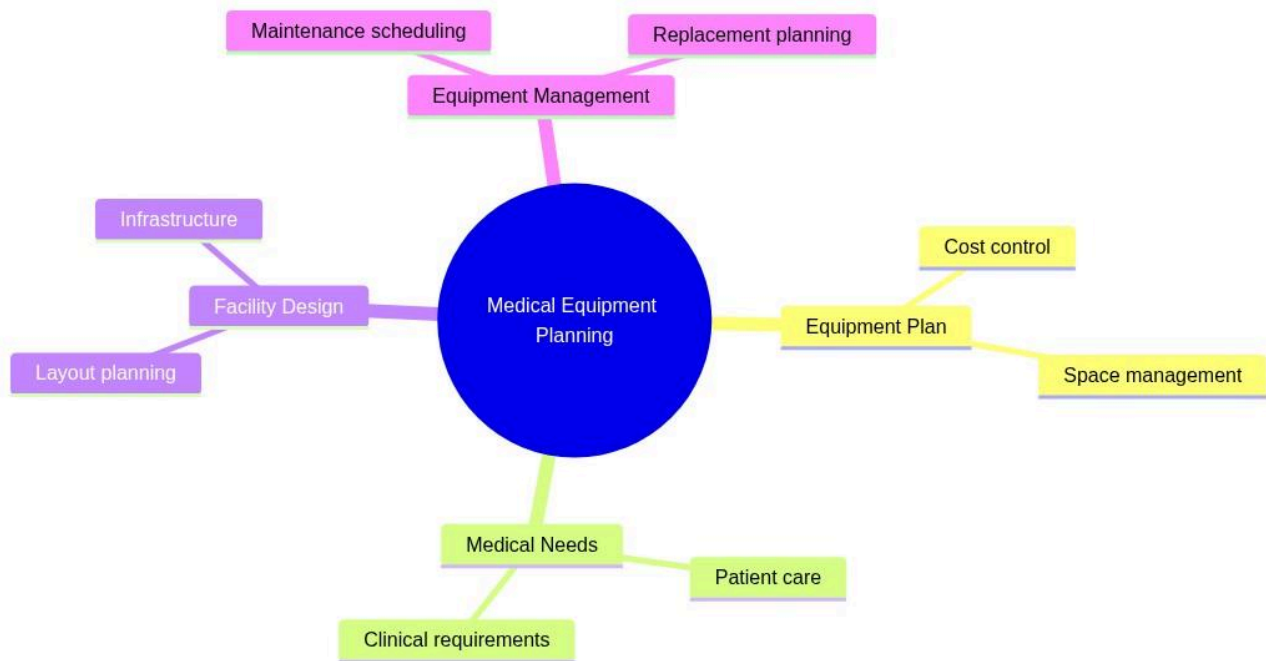 Maintenance scheduling
Replacement planning
Equipment Management
Infrastructure
Facility Design
Layout planning
Medical Equipment
Planning
Cost control
Equipment Plan
Space management
Medical Needs
Patient care
Clinical requirements